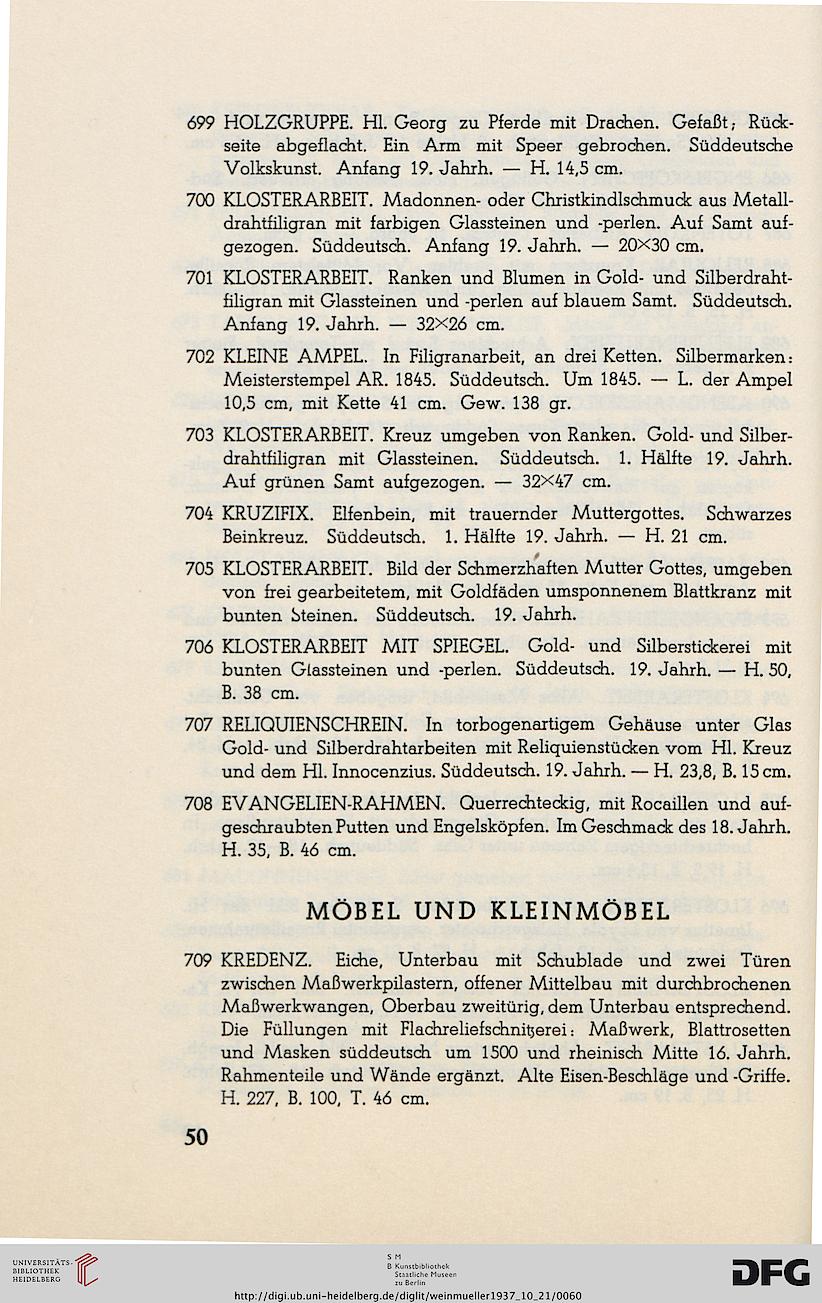 699 HOLZGRUPPE. Hl. Georg zu Pferde mit Drachen. Gefaßt; Rück-
seite abgeflacht. Ein Arm mit Speer gebrochen. Süddeutsche
Volkskunst. Anfang 19. Jahrh. — H. 14,5 cm.
700 KLOSTERARBEIT. Madonnen- oder Christkindlschmuck aus Metall-
drahtfiligran mit farbigen Glassteinen und -perlen. Auf Samt auf-
gezogen. Süddeutsch. Anfang 19. Jahrh. — 20×30 cm.
701 KLOSTERARBEIT. Ranken und Blumen in Gold- und Silberdraht-
filigran mit Glassteinen und -perlen auf blauem Samt. Süddeutsch.
Anfang 19. Jahrh. — 32×26 cm.
702 KLEINE AMPEL. In Filigranarbeit, an drei Ketten. Silbermarken:
Meisterstempel AR. 1845. Süddeutsch. Um 1845. — L. der Ampel
10,5 cm, mit Kette 41 cm. Gew. 138 gr.
703 KLOSTERARBEIT. Kreuz umgeben von Ranken. Gold- und Silber-
drahtfiligran mit Glassteinen. Süddeutsch. 1. Hälfte 19. Jahrh.
Auf grünen Samt aufgezogen. — 32×47 cm.
704 KRUZIFIX. Elfenbein, mit trauernder Muttergottes. Schwarzes
Beinkreuz. Süddeutsch. 1. Hälfte 19. Jahrh. — H. 21 cm.
705 KLOSTERARBEIT. Bild der Schmerzhaften Mutter Gottes, umgeben
von frei gearbeitetem, mit Goldfäden umsponnenem Blattkranz mit
bunten Steinen. Süddeutsch. 19. Jahrh.
706 KLOSTERARBEIT MIT SPIEGEL. Gold- und Silberstickerei mit
bunten Glassteinen und -perlen. Süddeutsch. 19. Jahrh. — H. 50,
B. 38 cm.
707 RELIQUIENSCHREIN. In torbogenartigem Gehäuse unter Glas
Gold- und Silberdrahtarbeiten mit Reliquienstücken vom Hl. Kreuz
und dem Hl. Innocenzius. Süddeutsch. 19. Jahrh. — H. 23,8, B. 15 cm.
708 EVANGELIEN-RAHMEN. Querrechteckig, mit Rocaillen und auf-
geschraubten Putten und Engelsköpfen. Im Geschmack des 18. Jahrh.
H. 35, B. 46 cm.
MÖBEL UND KLEINMÖBEL
709 KREDENZ. Eiche, Unterbau mit Schublade und zwei Türen
zwischen Maßwerkpilastern, offener Mittelbau mit durchbrochenen
Maßwerkwangen, Oberbau zweitürig, dem Unterbau entsprechend.
Die Füllungen mit Flachreliefschnitzerei: Maßwerk, Blattrosetten
und Masken süddeutsch um 1500 und rheinisch Mitte 16. Jahrh.
Rahmenteile und Wände ergänzt. Alte Eisen-Beschläge und -Griffe.
H. 227, B. 100, T. 46 cm.
50
UNIVERSITÄTS-
BIBLIOTHEK
HEIDELBERG
S M
B Kunstbibliothek
Staatliche Museen
zu Berlin
DFG
http://digi.ub.uni-heidelberg.de/diglit/weinmueller1937_10_21/0060